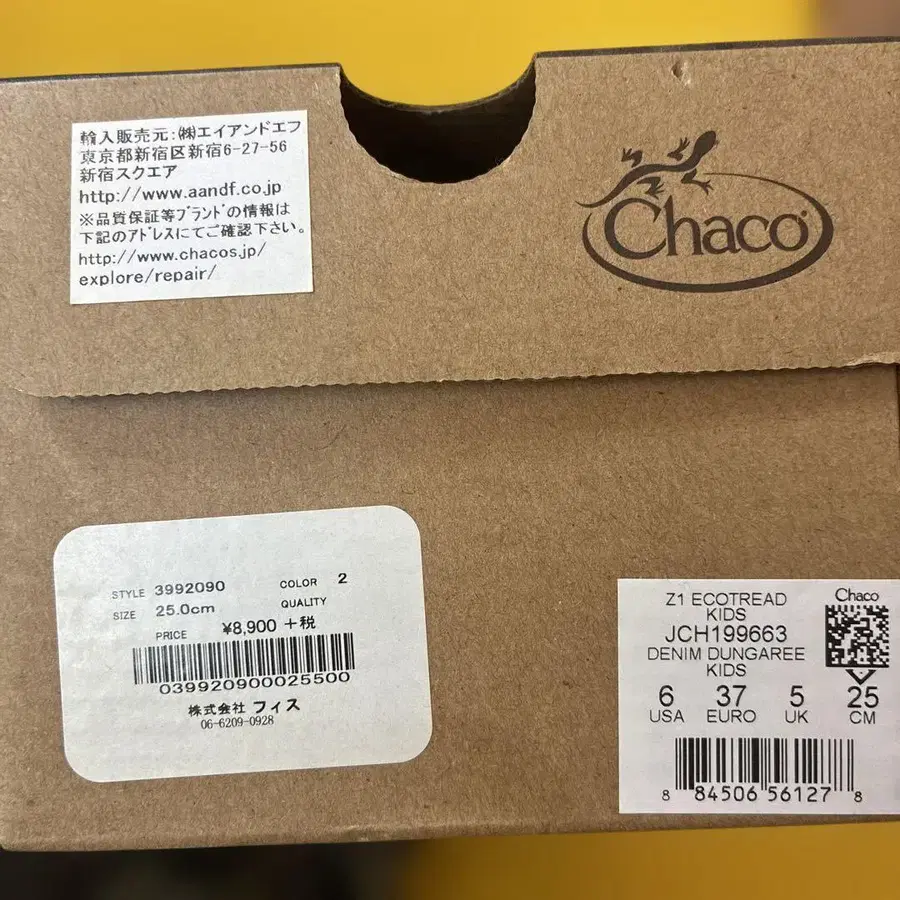 輸入販売元:㈱エイアンドエフ
東京都新宿区新宿6-27-56
新宿スクエア
http://www.aandf.co.jp
※品質保証等ブランドの情報は
下記のアドレスにてご確認下さい。
http://www.chacos.jp/
explore/repair/
Chaco®
STYLE 3992090 COLOR 2
SIZE 25.0cm QUALITY
PRICE ¥8,900 +税
039920900025500
株式会社 フィス
06-6209-0928
Chaco
Z1 ECOTREAD
KIDS
JCH199663
DENIM DUNGAREE
KIDS
6 37 5 25
USA EURO UK CM
8 84506 56127 8